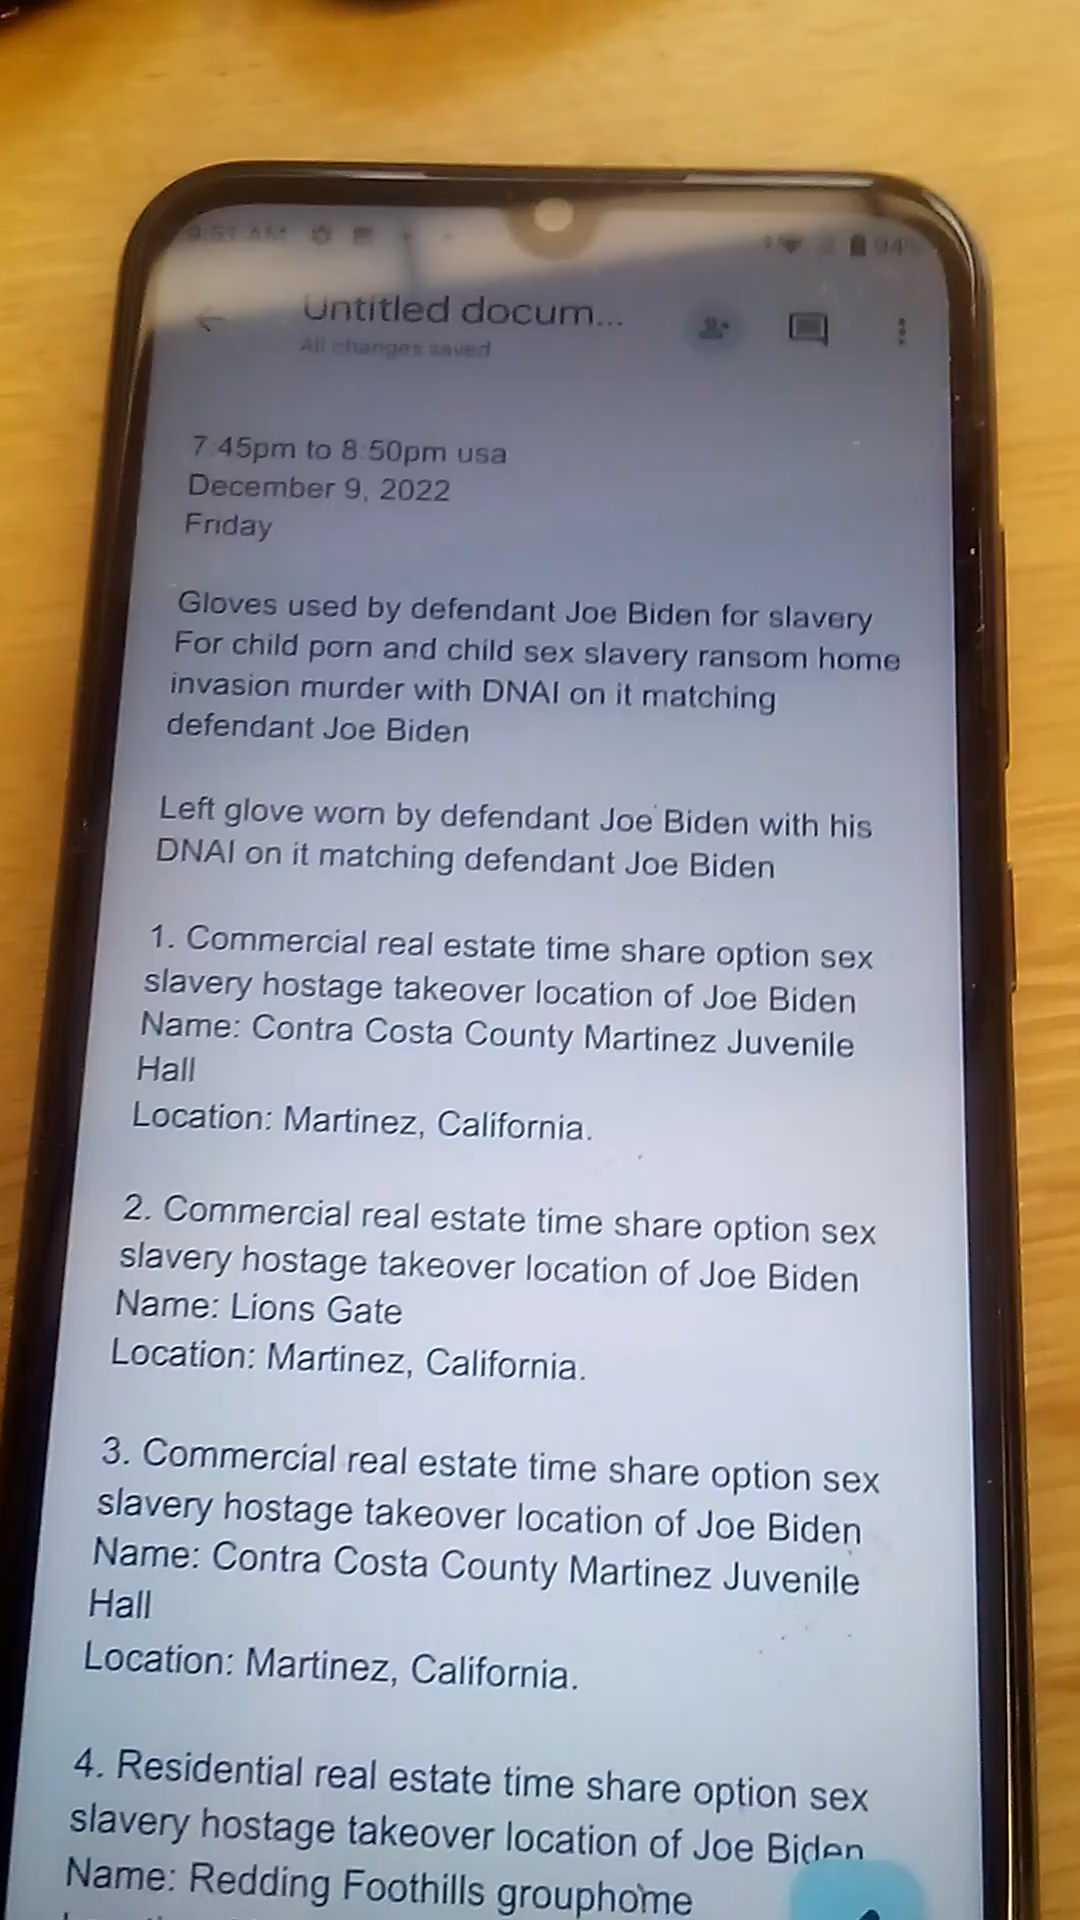 9:51 AM
94%
Untitled docum...
All changes saved
7:45pm to 8:50pm usa
December 9, 2022
Friday
Gloves used by defendant Joe Biden for slavery
For child porn and child sex slavery ransom home
invasion murder with DNAI on it matching
defendant Joe Biden
Left glove worn by defendant Joe Biden with his
DNAI on it matching defendant Joe Biden
1. Commercial real estate time share option sex
slavery hostage takeover location of Joe Biden
Name: Contra Costa County Martinez Juvenile
Hall
Location: Martinez, California.
2. Commercial real estate time share option sex
slavery hostage takeover location of Joe Biden
Name: Lions Gate
Location: Martinez, California.
3. Commercial real estate time share option sex
slavery hostage takeover location of Joe Biden
Name: Contra Costa County Martinez Juvenile
Hall
Location: Martinez, California.
4. Residential real estate time share option sex
slavery hostage takeover location of Joe Biden
Name: Redding Foothills grouphome